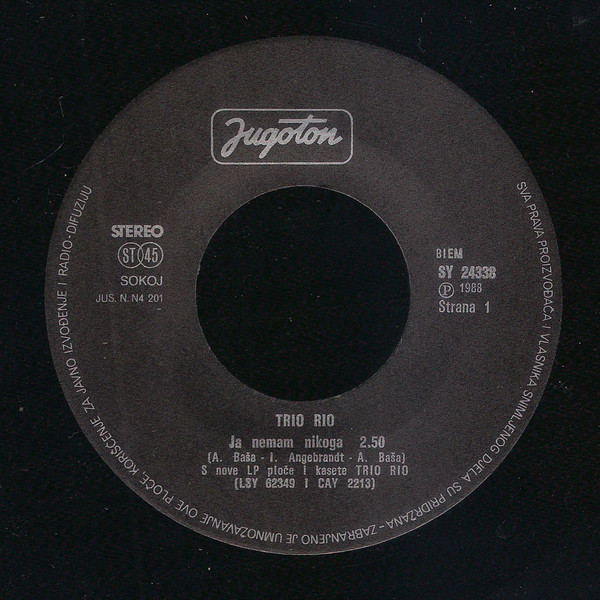 Jugoton
STEREO
ST 45
SOKOJ
JUS. N. N4 201
BIEM
SY 24338
Ⓟ 1988
Strana 1
TRIO RIO
Ja nemam nikoga 2.50
(A. Baša - I. Angebrandt - A. Baša)
S nove LP ploče i kasete TRIO RIO
(LSY 62349 I CAY 2213)
SVA PRAVA PROIZVOĐAČA I VLASNIKA SNIMLJENOG DJELA SU PRIDRŽANA - ZABRANJENO JE UMNOŽAVANJE OVE PLOČE, KORIŠĆENJE ZA JAVNO IZVOĐENJE I RADIO-DIFUZIJU